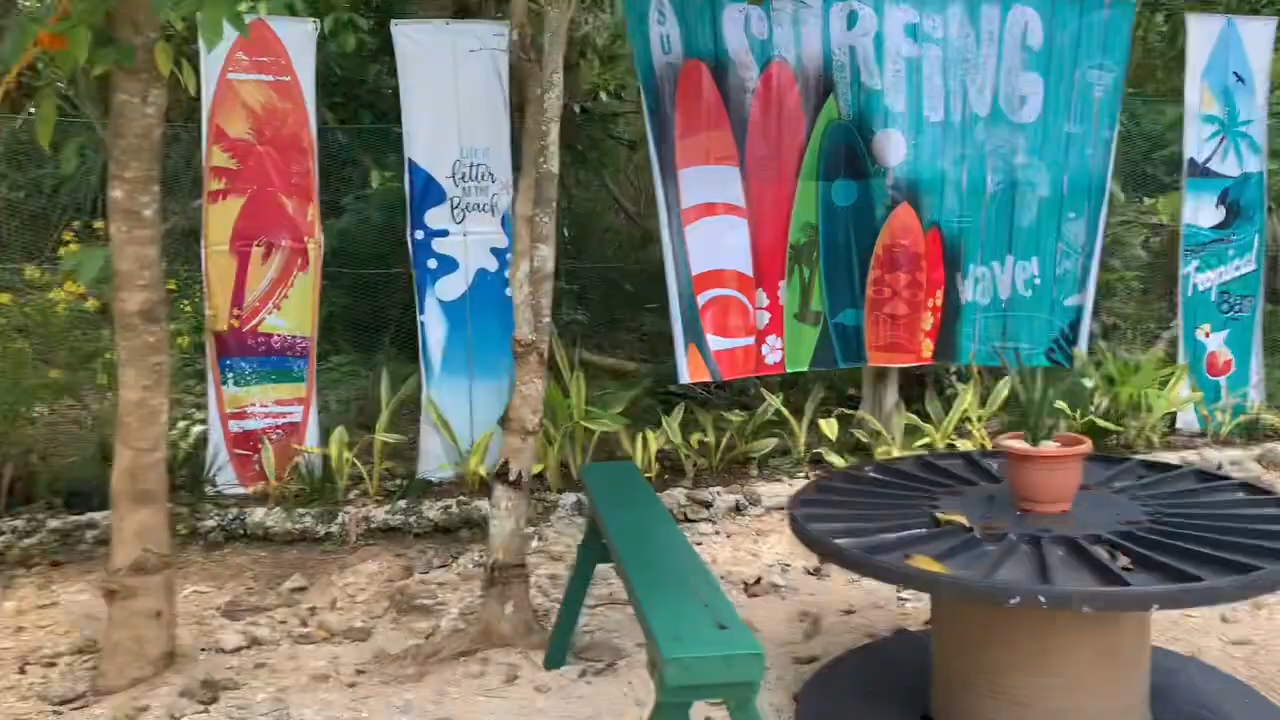 Life is
better
at the
Beach
SURFING
wave!
Tropical
Bar